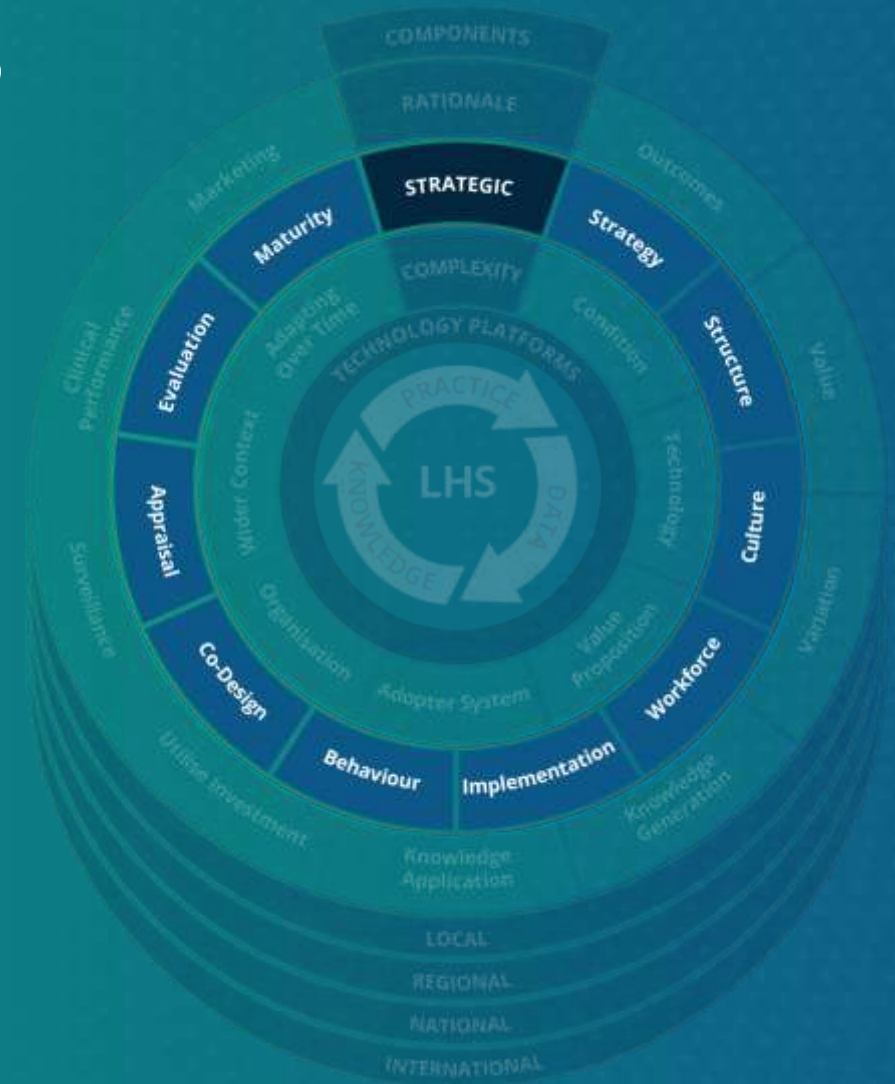 COMPONENTS
RATIONALE
STRATEGIC
COMPLEXITY
TECHNOLOGY PLATFORMS
Outcomes
Value
Variation
Knowledge
Generation
Knowledge
Application
Utilise Investment
Surveillance
Clinical
Performance
Marketing
Strategy
Structure
Culture
Workforce
Implementation
Behaviour
Co-Design
Appraisal
Evaluation
Maturity
Condition
Technology
Value
Proposition
Adopter System
Organisation
Wider Context
Adapting
Over Time
PRACTICE
DATA
KNOWLEDGE
LHS
LOCAL
REGIONAL
NATIONAL
INTERNATIONAL